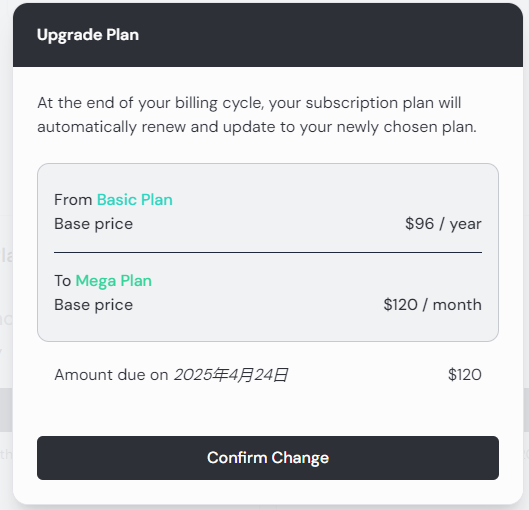 Upgrade Plan
At the end of your billing cycle, your subscription plan will
automatically renew and update to your newly chosen plan.
From Basic Plan
Base price $96 / year
To Mega Plan
Base price $120 / month
Amount due on 2025年4月24日 $120
Confirm Change